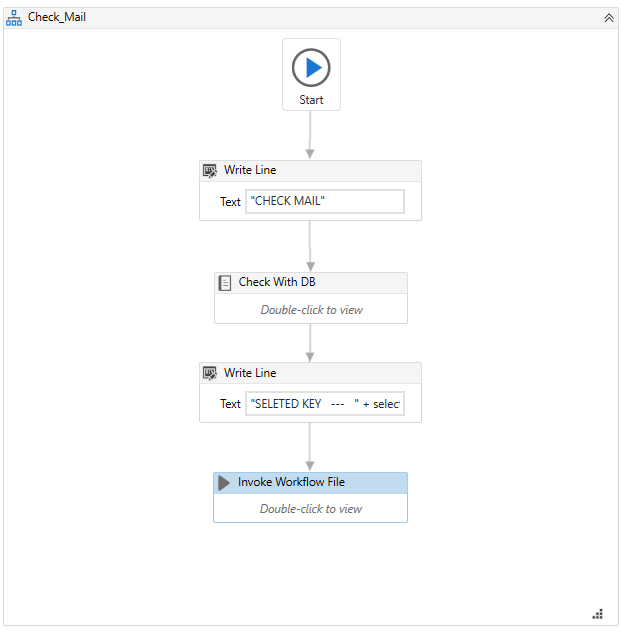 Check_Mail
Start
Write Line
Text "CHECK MAIL"
Check With DB
Double-click to view
Write Line
Text "SELETED KEY --- " + selec
Invoke Workflow File
Double-click to view